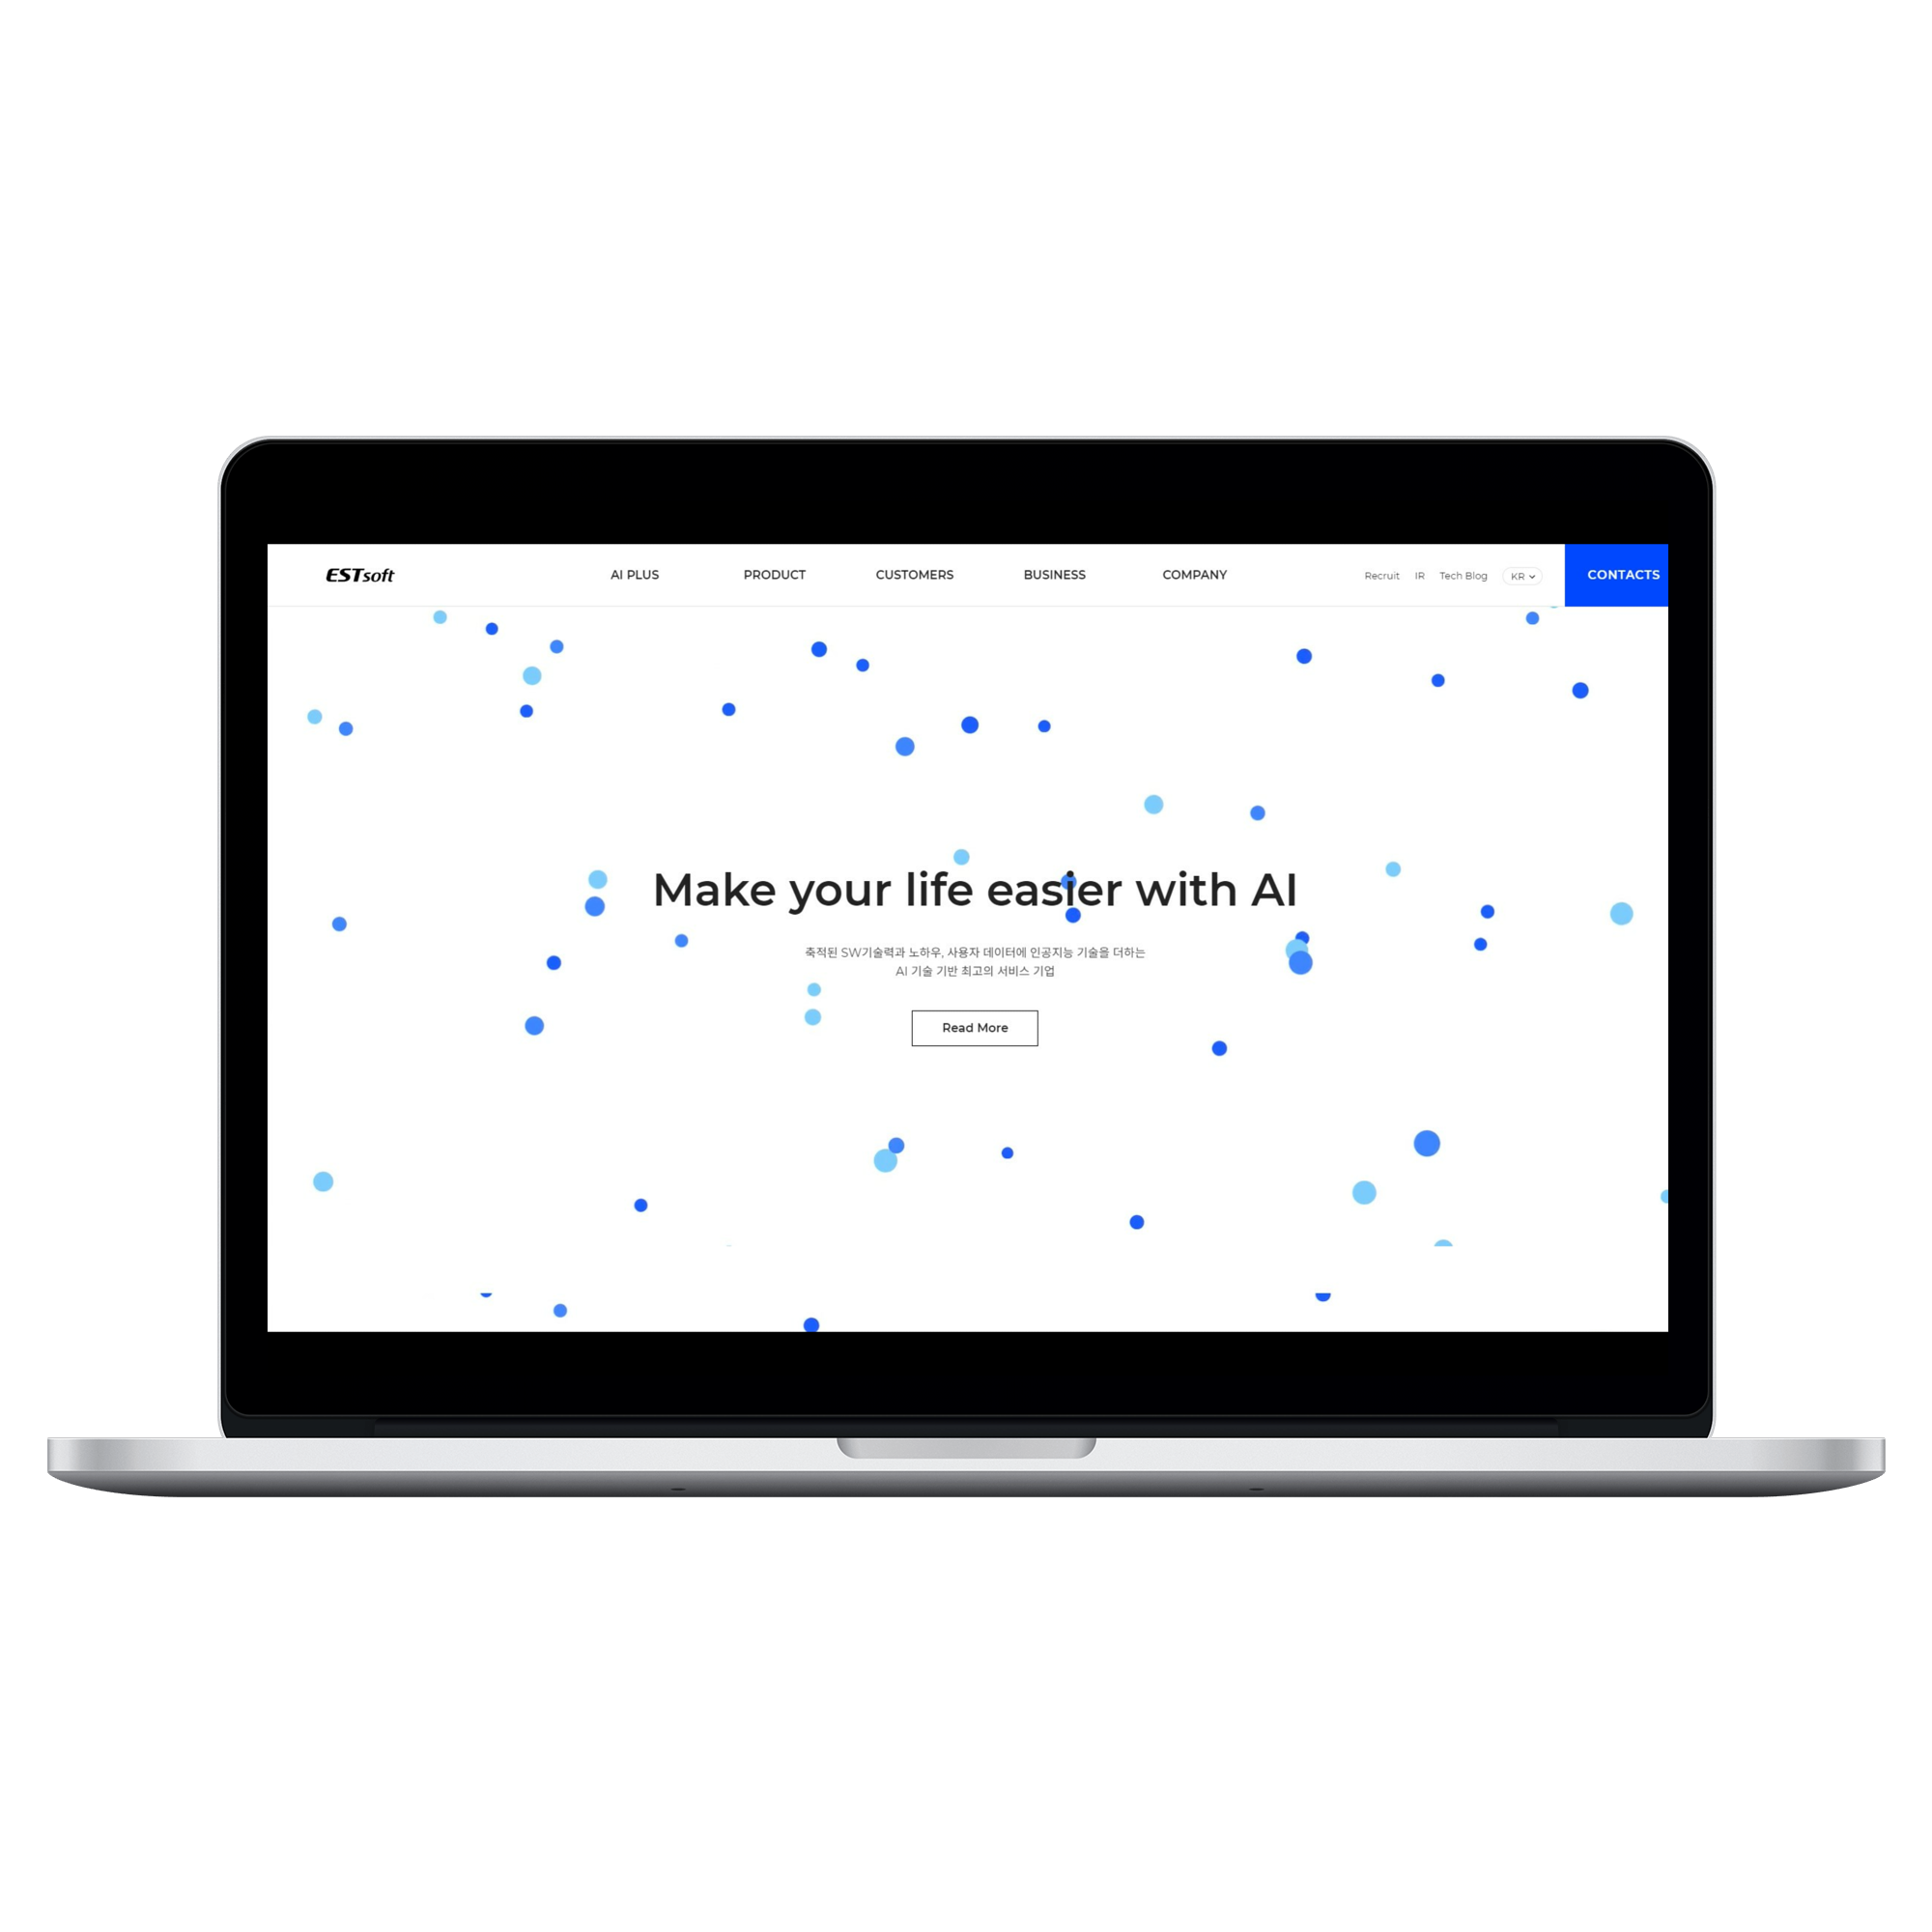 ESTsoft AI PLUS PRODUCT CUSTOMERS BUSINESS COMPANY Recruit IR Tech Blog KR CONTACTS
Make your life easier with AI
축적된 SW기술력과 노하우, 사용자 데이터에 인공지능 기술을 더하는
AI 기술 기반 최고의 서비스 기업
Read More